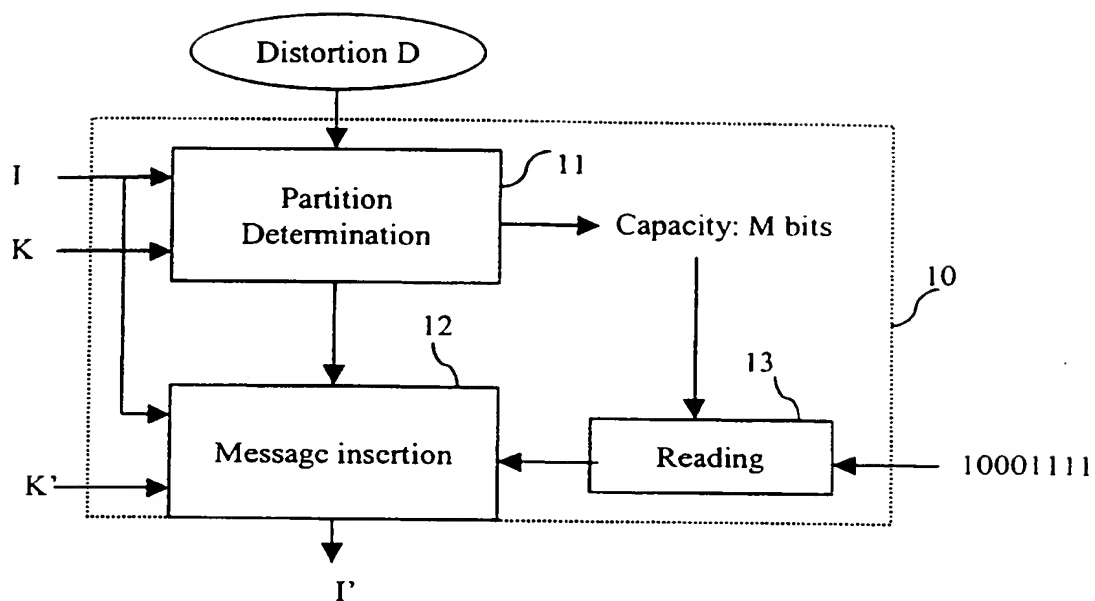 Distortion D
I
Partition
Determination
11
K
Capacity: M bits
10
12
13
Message insertion
Reading
10001111
K'
I'